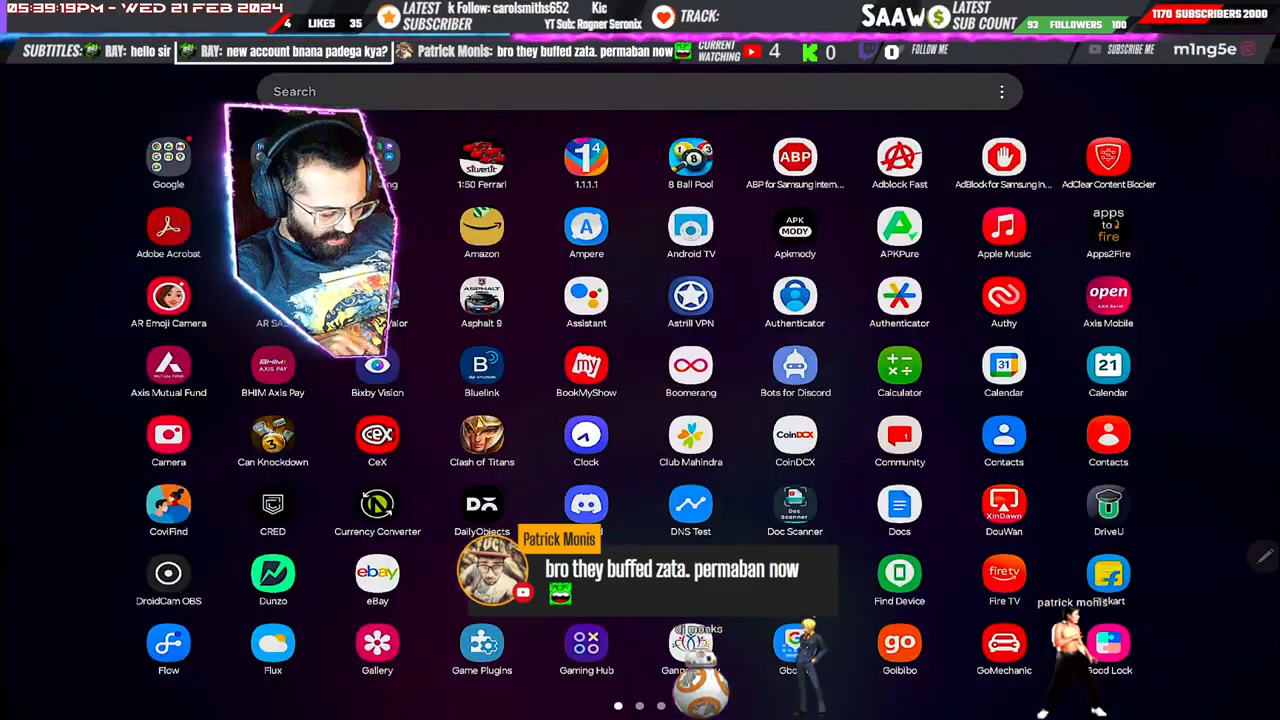 05:39:19PM - WED 21 FEB 2024
4 LIKES 35
LATEST SUBSCRIBER
k Follow: carolsmiths652 Kic
YT Sub: Ragner Seronix
TRACK:
SAAW
LATEST SUB COUNT
93 FOLLOWERS 100
1170 SUBSCRIBERS 2000
SUBTITLES: RAY: hello sir
RAY: new account bnana padega kya?
Patrick Monis: bro they buffed zata. permaban now
CURRENT WATCHING 4 0 0
FOLLOW ME
SUBSCRIBE ME
m1ng5e
Search
Google
1:50 Ferrari
1.1.1.1
8 Ball Pool
ABP for Samsung Intern...
Adblock Fast
AdBlock for Samsung In...
AdClear Content Blocker
Adobe Acrobat
Amazon
Ampere
Android TV
Apkmody
APKPure
Apple Music
Apps2Fire
AR Emoji Camera
Asphalt 9
Assistant
Astrill VPN
Authenticator
Authenticator
Authy
Axis Mobile
Axis Mutual Fund
BHIM Axis Pay
Bixby Vision
Bluelink
BookMyShow
Boomerang
Bots for Discord
Calculator
Calendar
Calendar
Camera
Can Knockdown
CeX
Clash of Titans
Clock
Club Mahindra
CoinDCX
Community
Contacts
Contacts
CoviFind
CRED
Currency Converter
DailyObjects
DNS Test
Doc Scanner
Docs
DouWan
DriveU
Patrick Monis
bro they buffed zata. permaban now
DroidCam OBS
Dunzo
eBay
Find Device
Fire TV
patrick monis
Flow
Flux
Gallery
Game Plugins
Gaming Hub
dj monks
Goibibo
GoMechanic
Good Lock